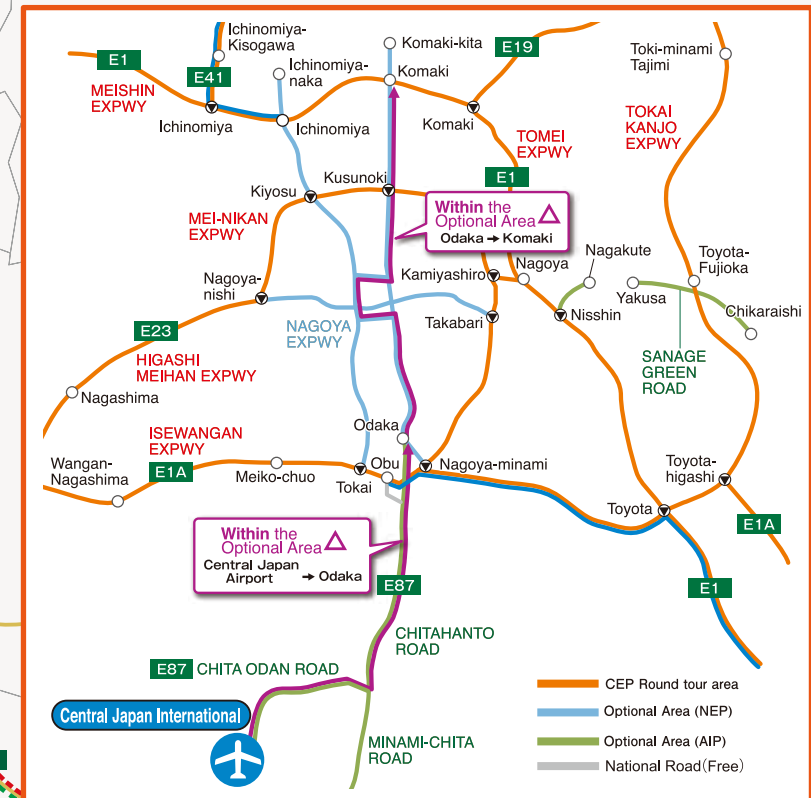 Ichinomiya-
Kisogawa
Komaki-kita
E19
E1
Ichinomiya-
naka
Toki-minami
Tajimi
E41
Komaki
MEISHIN
EXPWY
Ichinomiya
Ichinomiya
Komaki
TOKAI
KANJO
EXPWY
TOMEI
EXPWY
Kusunoki
E1
Kiyosu
Within the
Optional Area △
Odaka → Komaki
MEI-NIKAN
EXPWY
Nagakute
Toyota-
Fujioka
Kamiyashiro
Nagoya
Nagoya-
nishi
Yakusa
Chikaraishi
Takabari
Nisshin
NAGOYA
EXPWY
E23
HIGASHI
MEIHAN EXPWY
SANAGE
GREEN
ROAD
Nagashima
Odaka
ISEWANGAN
EXPWY
Obu
Wangan-
Nagashima
E1A
Meiko-chuo
Tokai
Nagoya-minami
Toyota-
higashi
Toyota
E1A
Within the
Optional Area △
Central Japan
Airport → Odaka
E87
E1
CHITAHANTO
ROAD
E87 CHITA ODAN ROAD
CEP Round tour area
Central Japan International
Optional Area (NEP)
MINAMI-CHITA
ROAD
Optional Area (AIP)
National Road(Free)